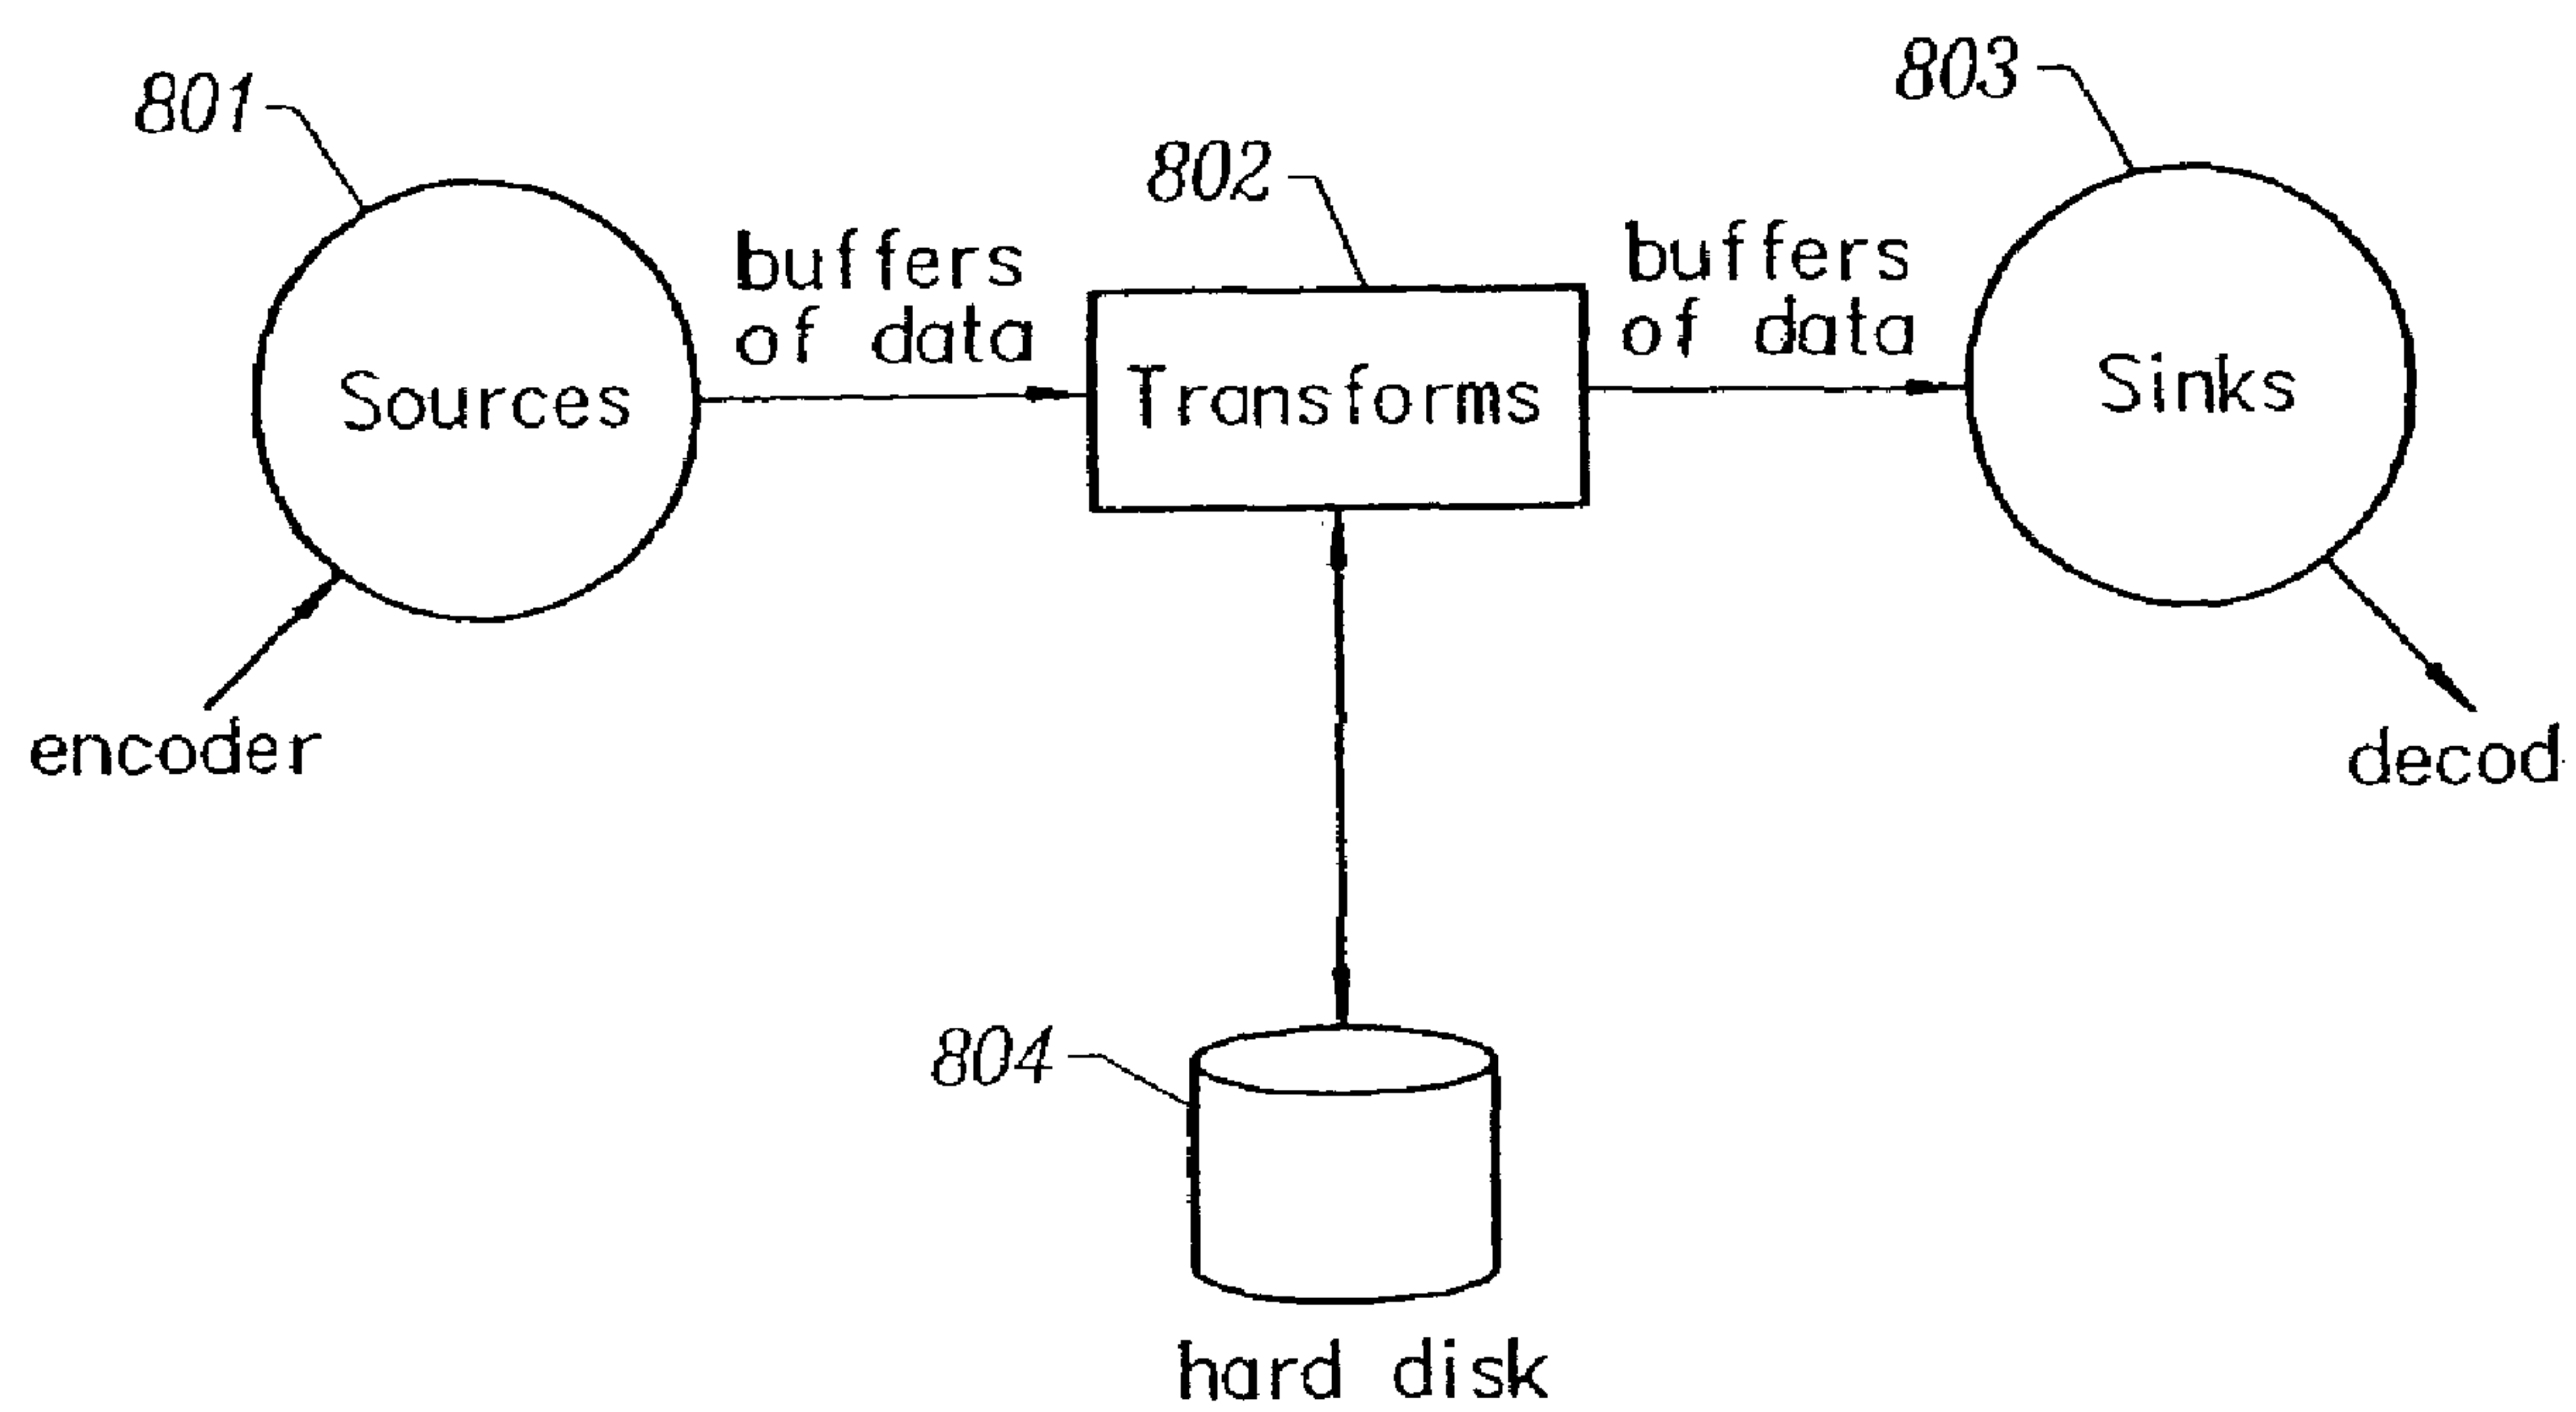 801
802
803
buffers
of data
buffers
of data
Sources
Transforms
Sinks
encoder
decod
804
hard disk